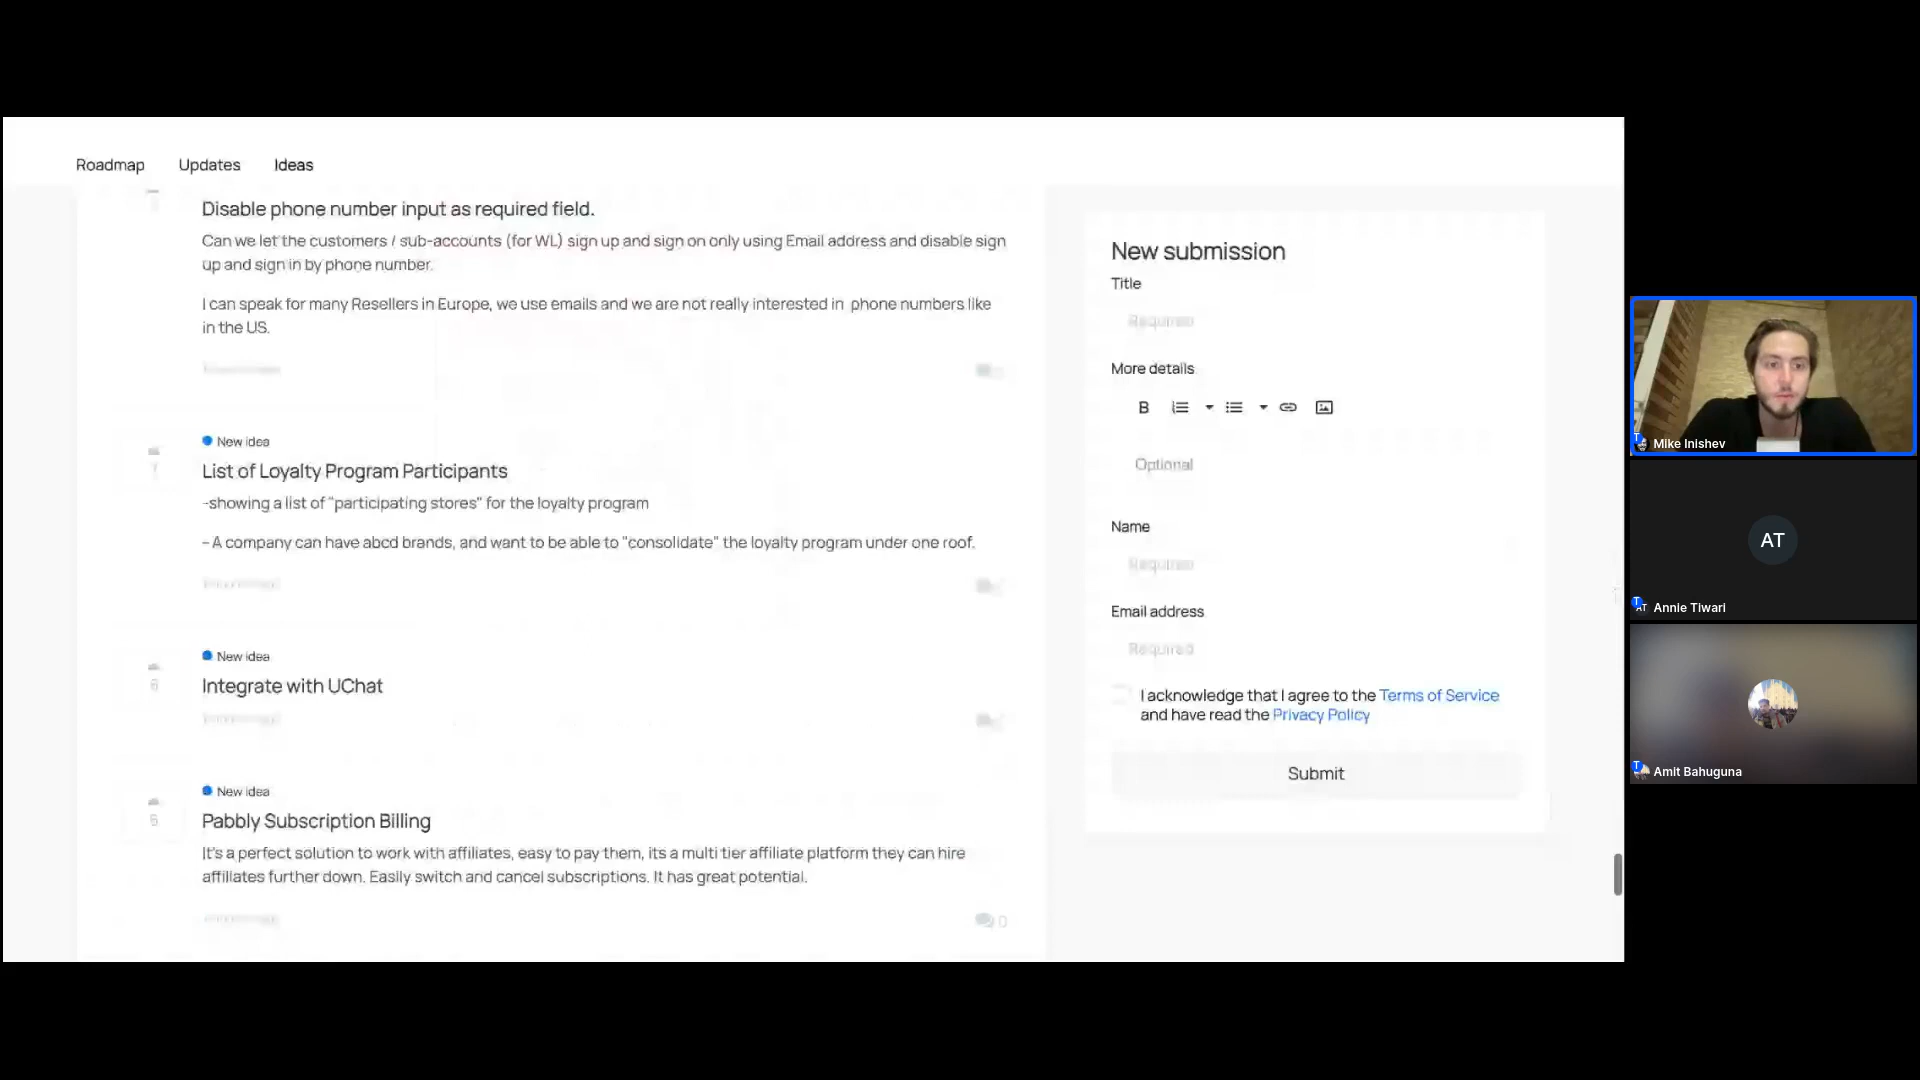 Roadmap
Updates
Ideas
Disable phone number input as required field.
Can we let the customers / sub-accounts (for WL) sign up and sign on only using Email address and disable sign
up and sign in by phone number.
I can speak for many Resellers in Europe, we use emails and we are not really interested in phone numbers like
in the US.
New idea
List of Loyalty Program Participants
-showing a list of "participating stores" for the loyalty program
– A company can have abcd brands, and want to be able to "consolidate" the loyalty program under one roof.
New idea
6
Integrate with UChat
New idea
Pabbly Subscription Billing
It's a perfect solution to work with affiliates, easy to pay them, its a multi tier affiliate platform they can hire
affiliates further down. Easily switch and cancel subscriptions. It has great potential.
0
New submission
Title
Required
More details
B
Optional
Name
Required
Email address
Required
I acknowledge that I agree to the Terms of Service
and have read the Privacy Policy
Submit
Mike Inishev
AT
Annie Tiwari
Amit Bahuguna